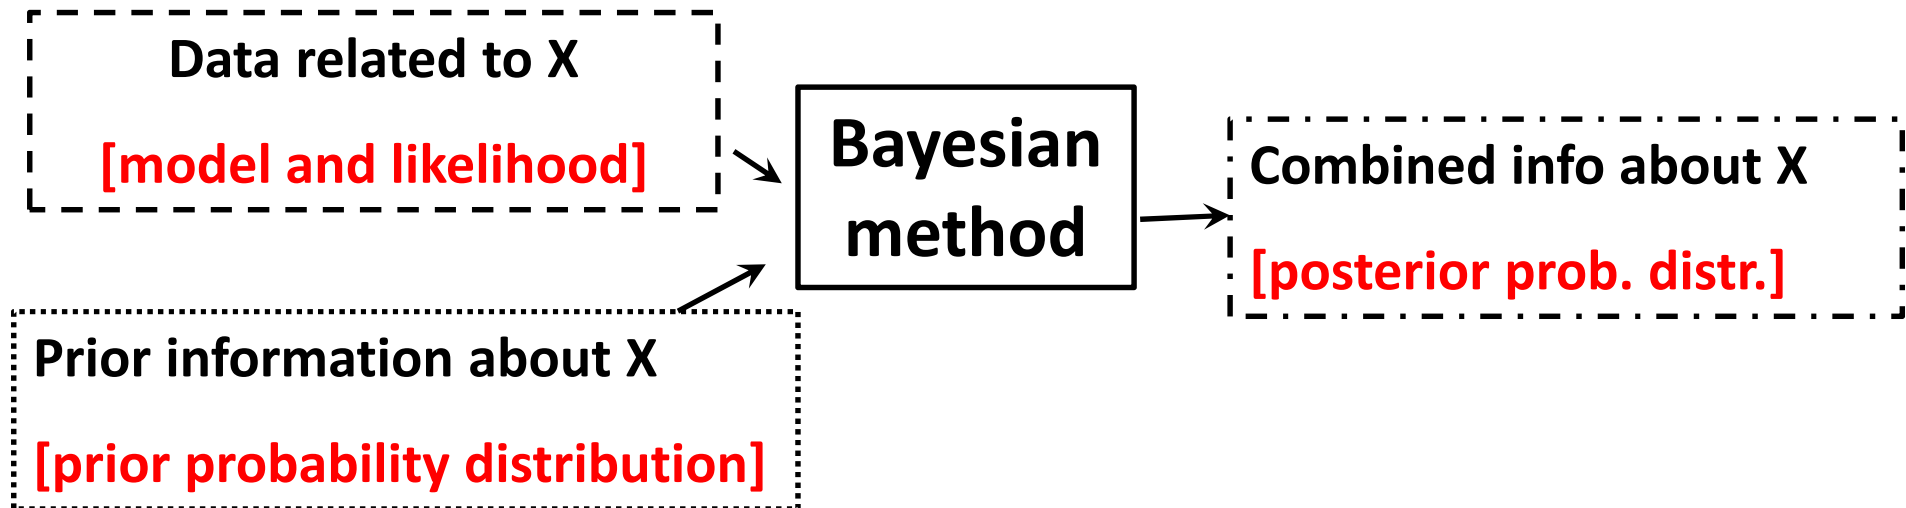 Data related to X
[model and likelihood]
Prior information about X
[prior probability distribution]
Bayesian
method
Combined info about X
[posterior prob. distr.]